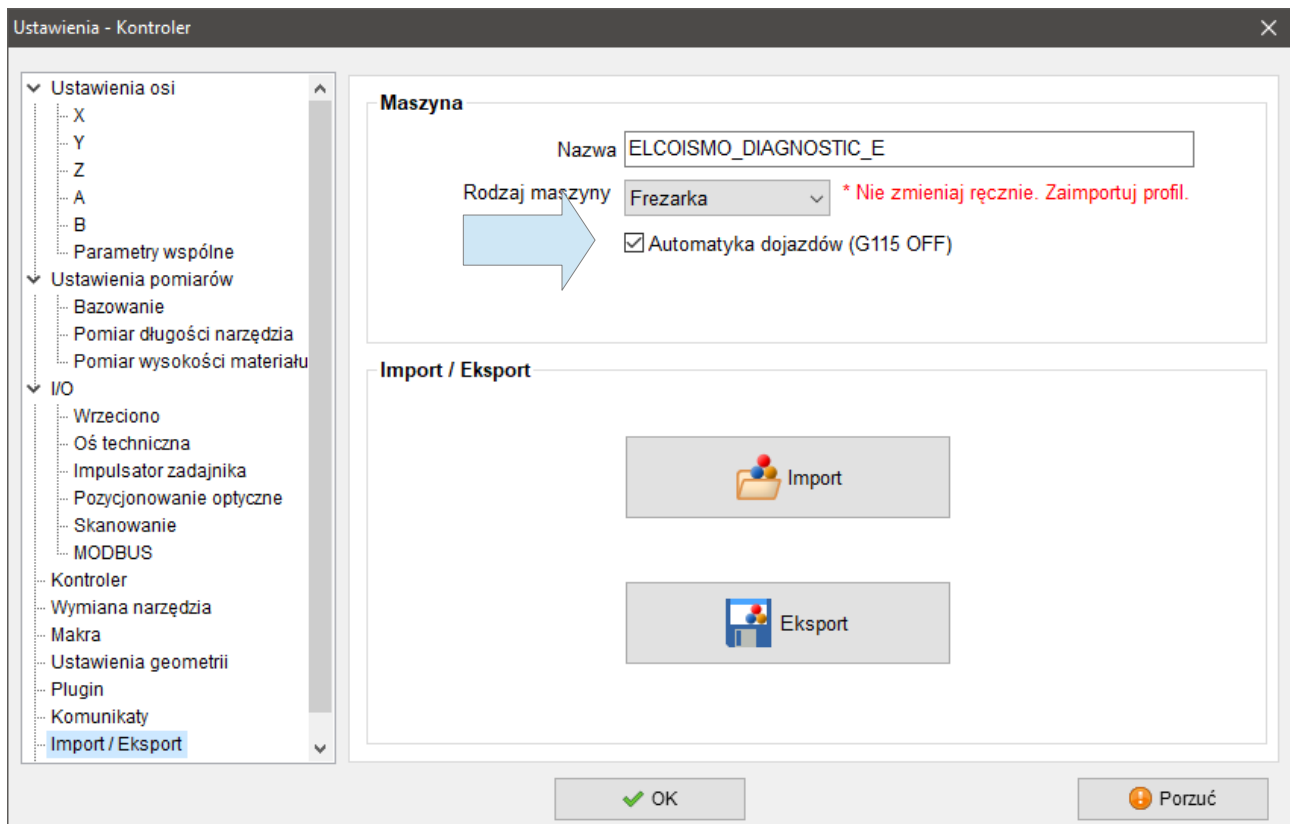 Ustawienia - Kontroler
Ustawienia osi
X
Y
Z
A
B
Parametry wspólne
Ustawienia pomiarów
Bazowanie
Pomiar długości narzędzia
Pomiar wysokości materiału
I/O
Wrzeciono
Oś techniczna
Impulsator zadajnika
Pozycjonowanie optyczne
Skanowanie
MODBUS
Kontroler
Wymiana narzędzia
Makra
Ustawienia geometrii
Plugin
Komunikaty
Import / Eksport
Maszyna
Nazwa ELCOISMO_DIAGNOSTIC_E
Rodzaj maszyny Frezarka * Nie zmieniaj ręcznie. Zaimportuj profil.
Automatyka dojazdów (G115 OFF)
Import / Eksport
Import
Eksport
OK
Porzuć